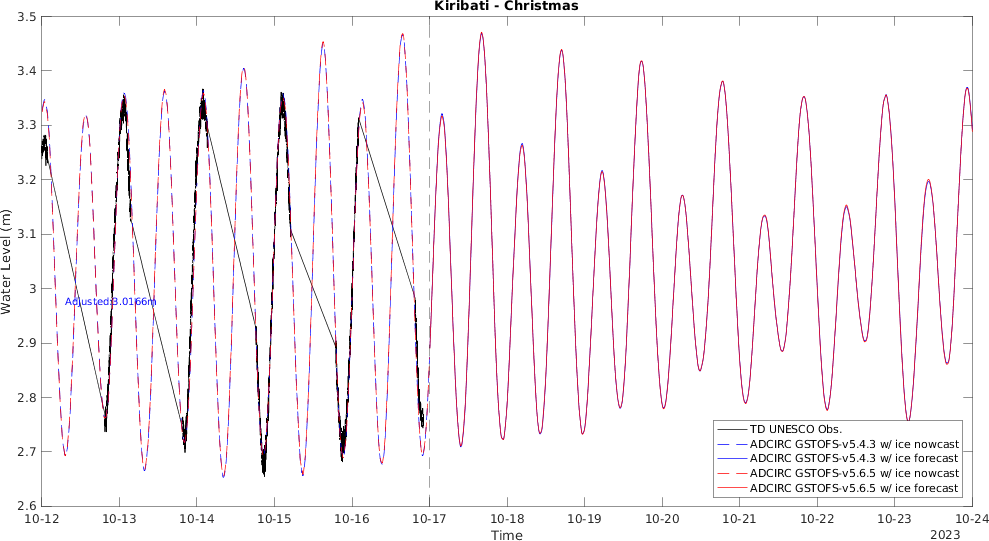 Kiribati - Christmas
Water Level (m)
3.5
3.4
3.3
3.2
3.1
3
2.9
2.8
2.7
2.6
Adjusted:3.0166m
TD UNESCO Obs.
ADCIRC GSTOFS-v5.4.3 w/ ice nowcast
ADCIRC GSTOFS-v5.4.3 w/ ice forecast
ADCIRC GSTOFS-v5.6.5 w/ ice nowcast
ADCIRC GSTOFS-v5.6.5 w/ ice forecast
10-12 10-13 10-14 10-15 10-16 10-17 10-18 10-19 10-20 10-21 10-22 10-23 10-24
Time
2023